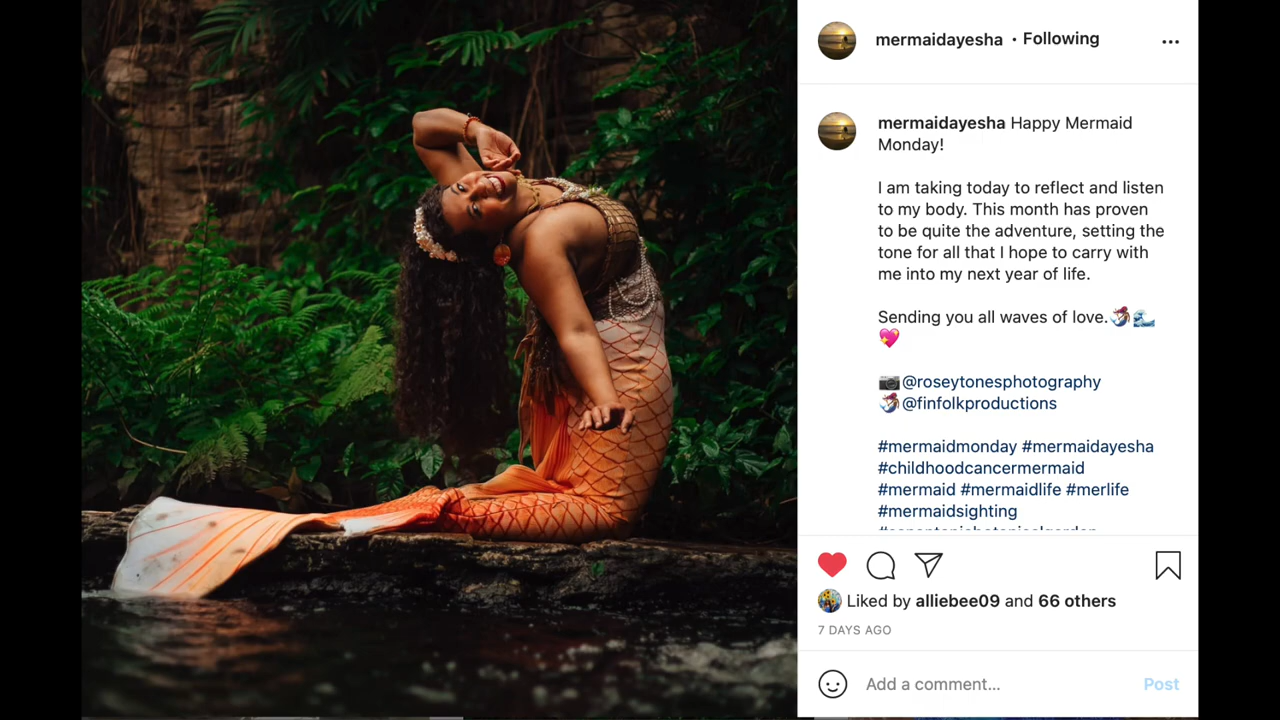 mermaidayesha • Following
mermaidayesha Happy Mermaid
Monday!
I am taking today to reflect and listen
to my body. This month has proven
to be quite the adventure, setting the
tone for all that I hope to carry with
me into my next year of life.
Sending you all waves of love.🧜‍♀️🌊
💖
📷@roseytonesphotography
🧜‍♀️@finfolkproductions
#mermaidmonday #mermaidayesha
#childhoodcancermermaid
#mermaid #mermaidlife #merlife
#mermaidsighting
Liked by alliebee09 and 66 others
7 DAYS AGO
Add a comment... Post